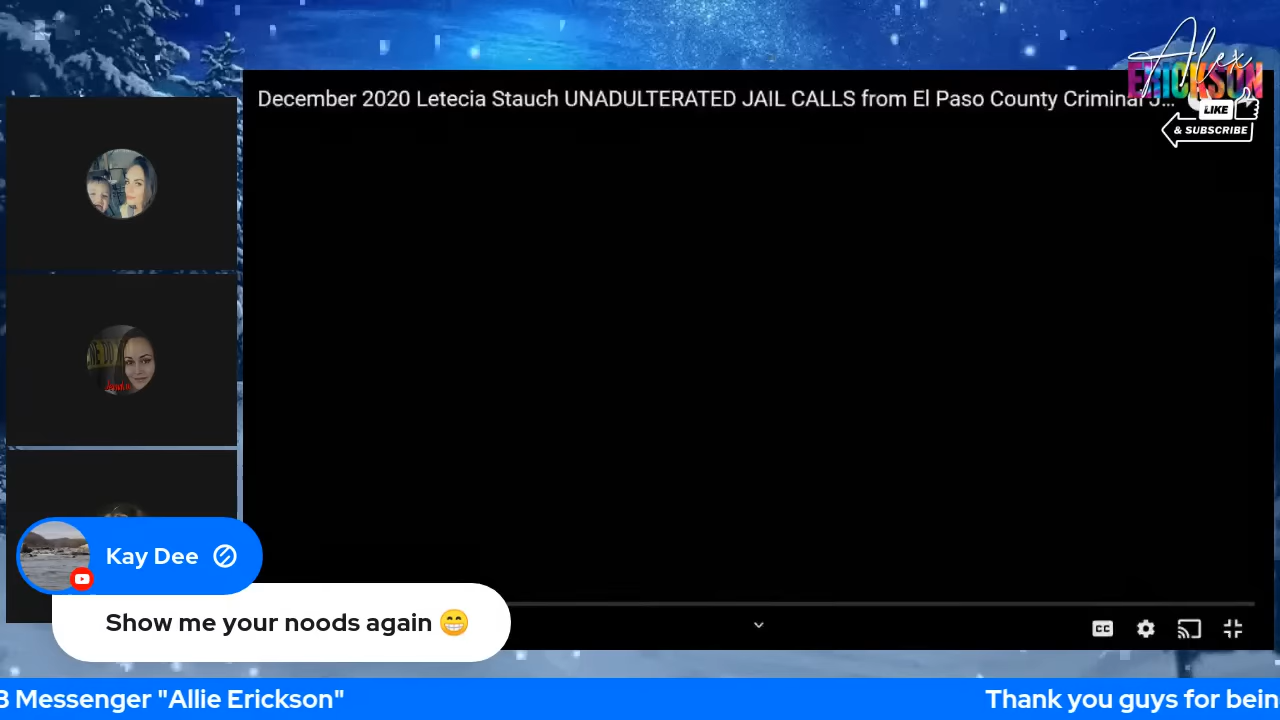 Alex
ERICKSON
December 2020 Letecia Stauch UNADULTERATED JAIL CALLS from El Paso County Criminal J...
LIKE
& SUBSCRIBE
Kay Dee
Show me your noods again 😁
CC
B Messenger "Allie Erickson"
Thank you guys for bein